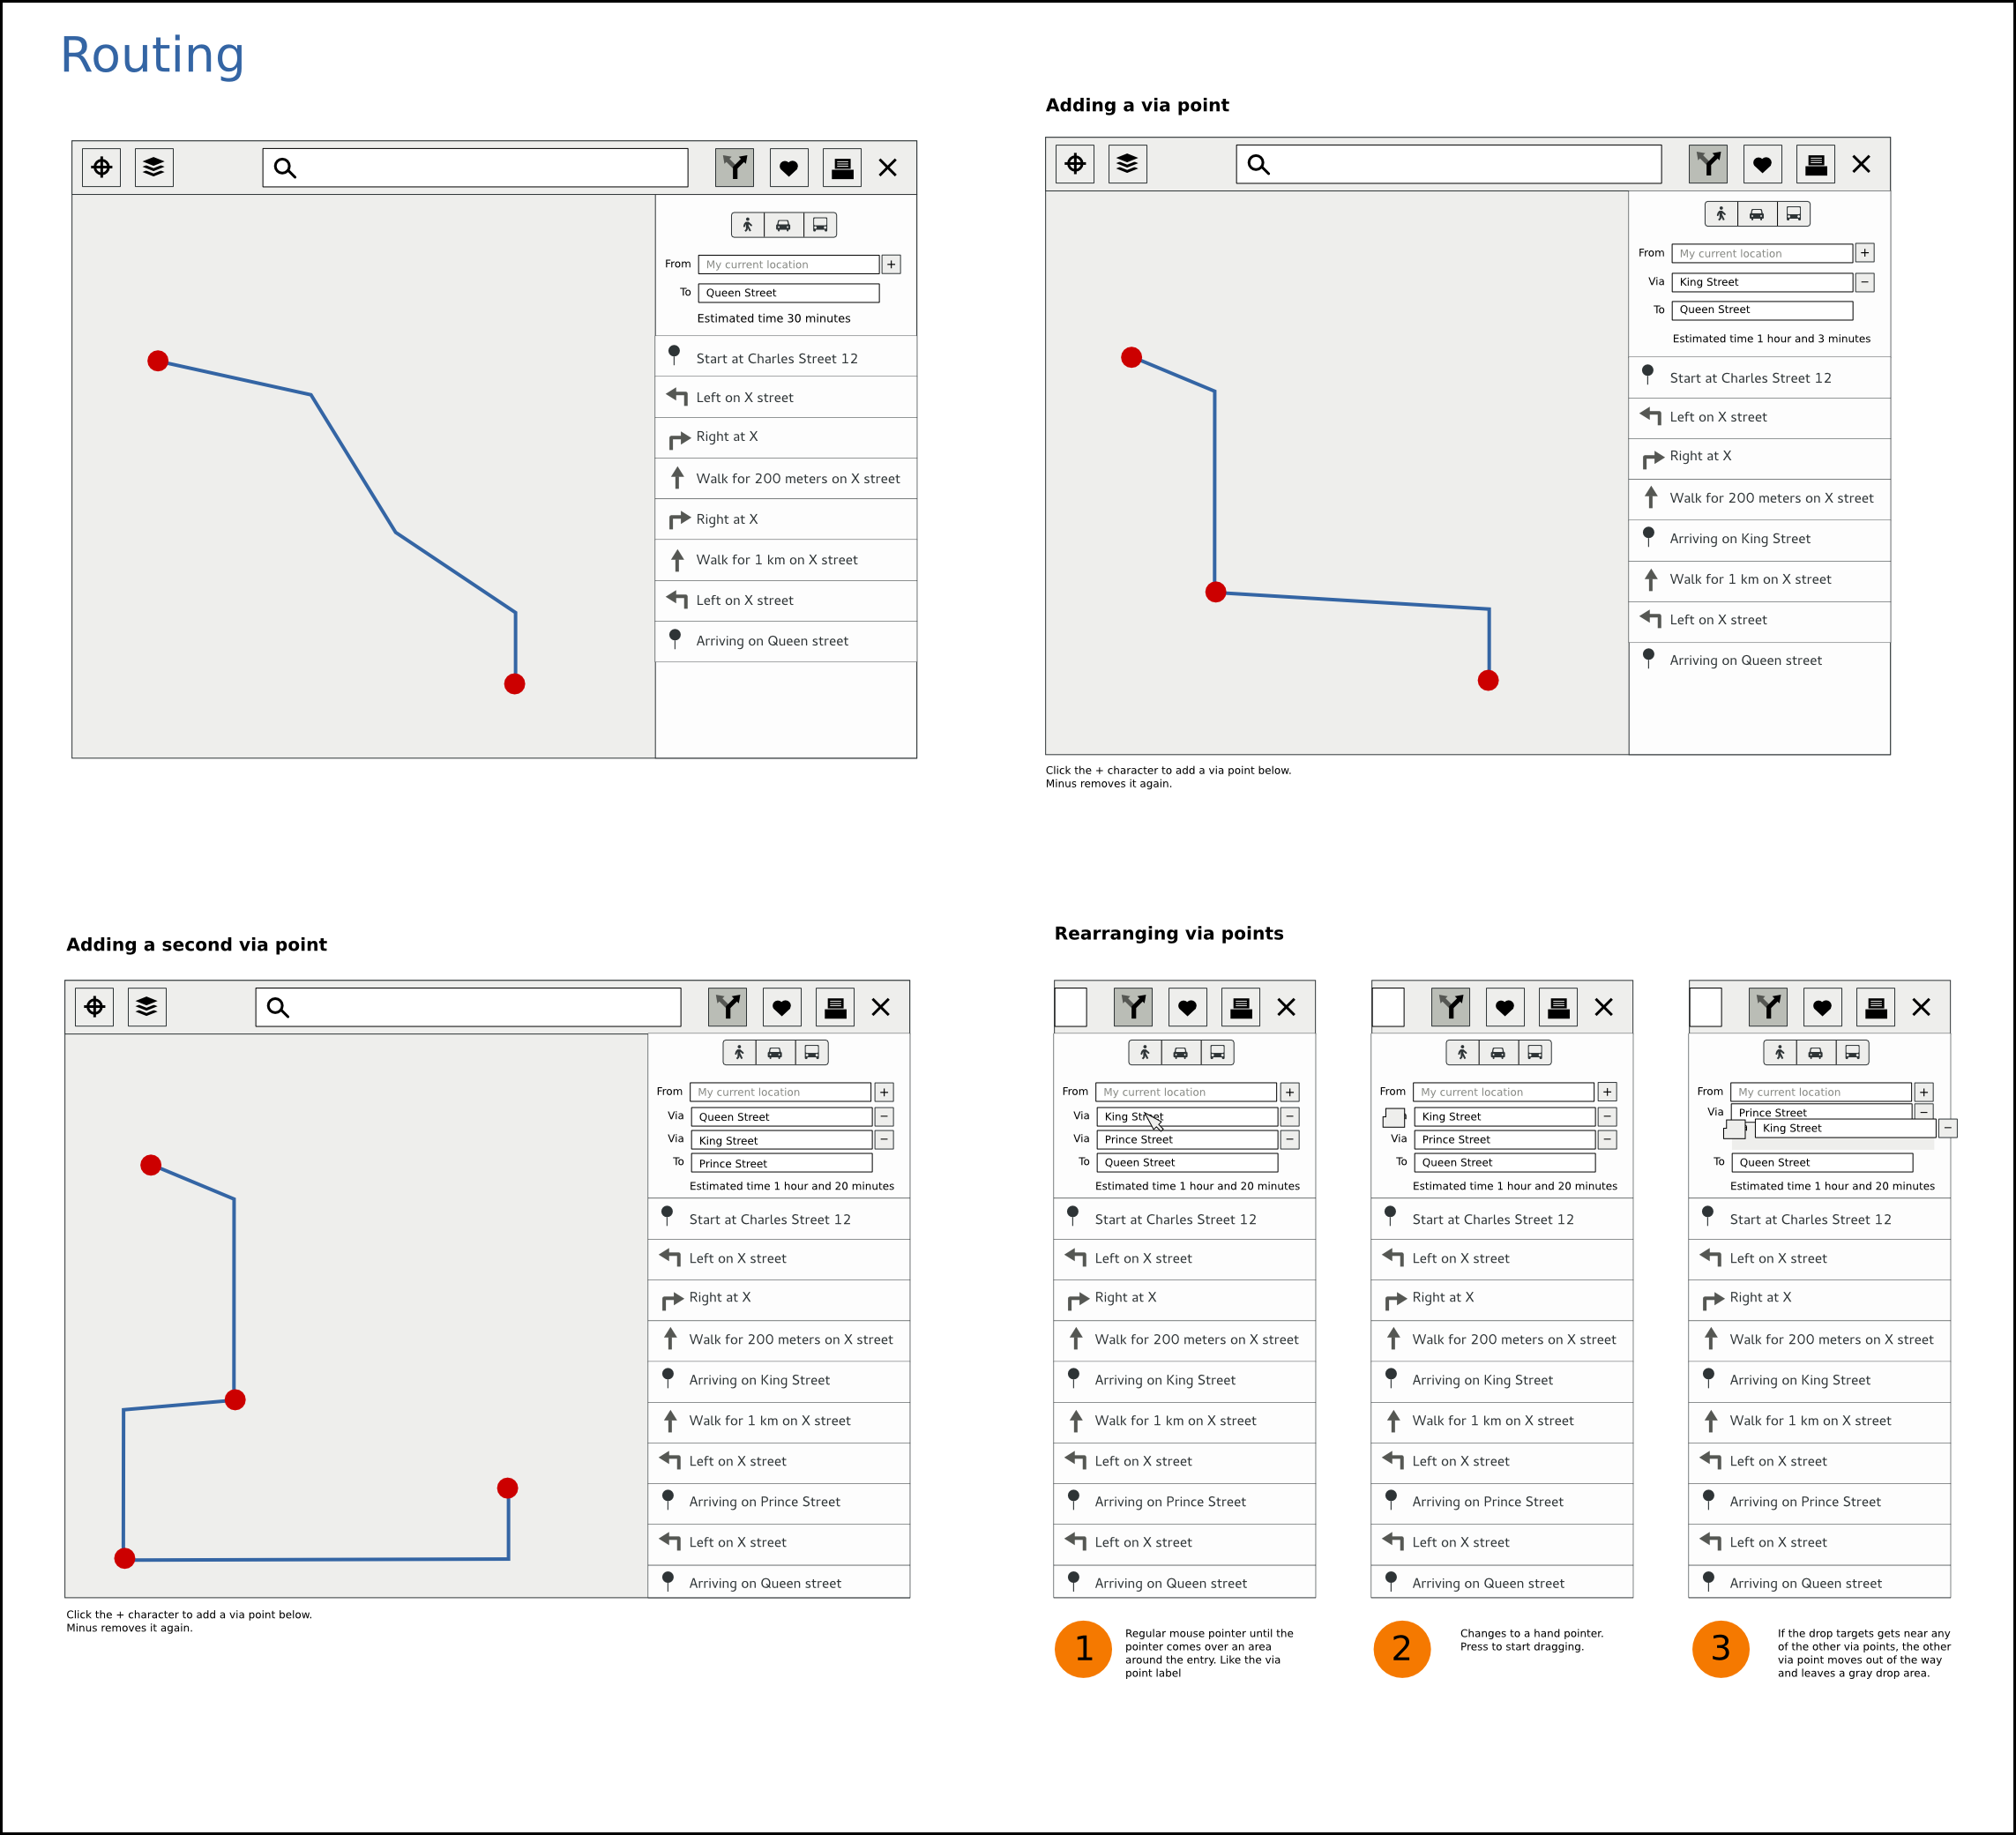 Routing
From My current location +
To Queen Street
Estimated time 30 minutes
Start at Charles Street 12
Left on X street
Right at X
Walk for 200 meters on X street
Right at X
Walk for 1 km on X street
Left on X street
Arriving on Queen street
Adding a via point
From My current location +
Via King Street −
To Queen Street
Estimated time 1 hour and 3 minutes
Start at Charles Street 12
Left on X street
Right at X
Walk for 200 meters on X street
Arriving on King Street
Walk for 1 km on X street
Left on X street
Arriving on Queen street
Click the + character to add a via point below.
Minus removes it again.
Adding a second via point
From My current location +
Via Queen Street −
Via King Street −
To Prince Street
Estimated time 1 hour and 20 minutes
Start at Charles Street 12
Left on X street
Right at X
Walk for 200 meters on X street
Arriving on King Street
Walk for 1 km on X street
Left on X street
Arriving on Prince Street
Left on X street
Arriving on Queen street
Click the + character to add a via point below.
Minus removes it again.
Rearranging via points
From My current location +
Via King Street −
Via Prince Street −
To Queen Street
Estimated time 1 hour and 20 minutes
Start at Charles Street 12
Left on X street
Right at X
Walk for 200 meters on X street
Arriving on King Street
Walk for 1 km on X street
Left on X street
Arriving on Prince Street
Left on X street
Arriving on Queen street
1
Regular mouse pointer until the
pointer comes over an area
around the entry. Like the via
point label
From My current location +
King Street −
Via Prince Street −
To Queen Street
Estimated time 1 hour and 20 minutes
Start at Charles Street 12
Left on X street
Right at X
Walk for 200 meters on X street
Arriving on King Street
Walk for 1 km on X street
Left on X street
Arriving on Prince Street
Left on X street
Arriving on Queen street
2
Changes to a hand pointer.
Press to start dragging.
From My current location +
Via Prince Street −
King Street −
To Queen Street
Estimated time 1 hour and 20 minutes
Start at Charles Street 12
Left on X street
Right at X
Walk for 200 meters on X street
Arriving on King Street
Walk for 1 km on X street
Left on X street
Arriving on Prince Street
Left on X street
Arriving on Queen street
3
If the drop targets gets near any
of the other via points, the other
via point moves out of the way
and leaves a gray drop area.